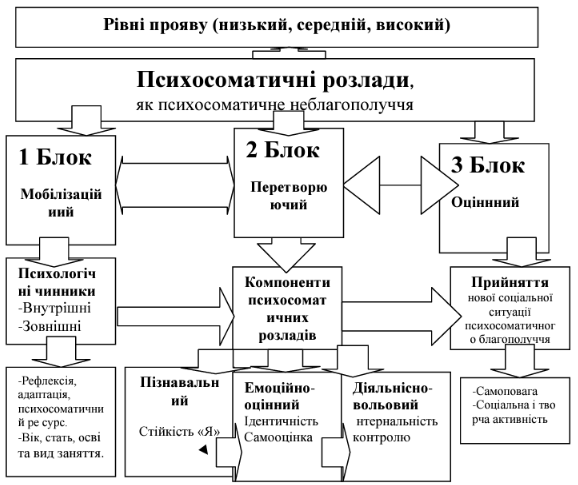 Рівні прояву (низький, середній, високий)
Психосоматичні розлади,
як психосоматичне неблагополуччя
1 Блок
Мобілізацій
иий
2 Блок
Перетворю
ючий
3 Блок
Оціннний
Психологіч
ні чинники
-Внутрішні
-Зовнішні
Компоненти
психосомат
ичних
розладів
Прийняття
нової соціальної
ситуації
психосоматичног
о благополуччя
-Рефлексія,
адаптація,
психосоматични
й ре сурс.
-Вік, стать, осві
та вид заняття.
Пізнавальн
ий
Стійкість «Я»
Емоційно-
оцінний
Ідентичність
Самооцінка
Діяльнісно-
вольовий
нтернальність
контролю
-Самоповага
-Соціальна і тво
рча активність